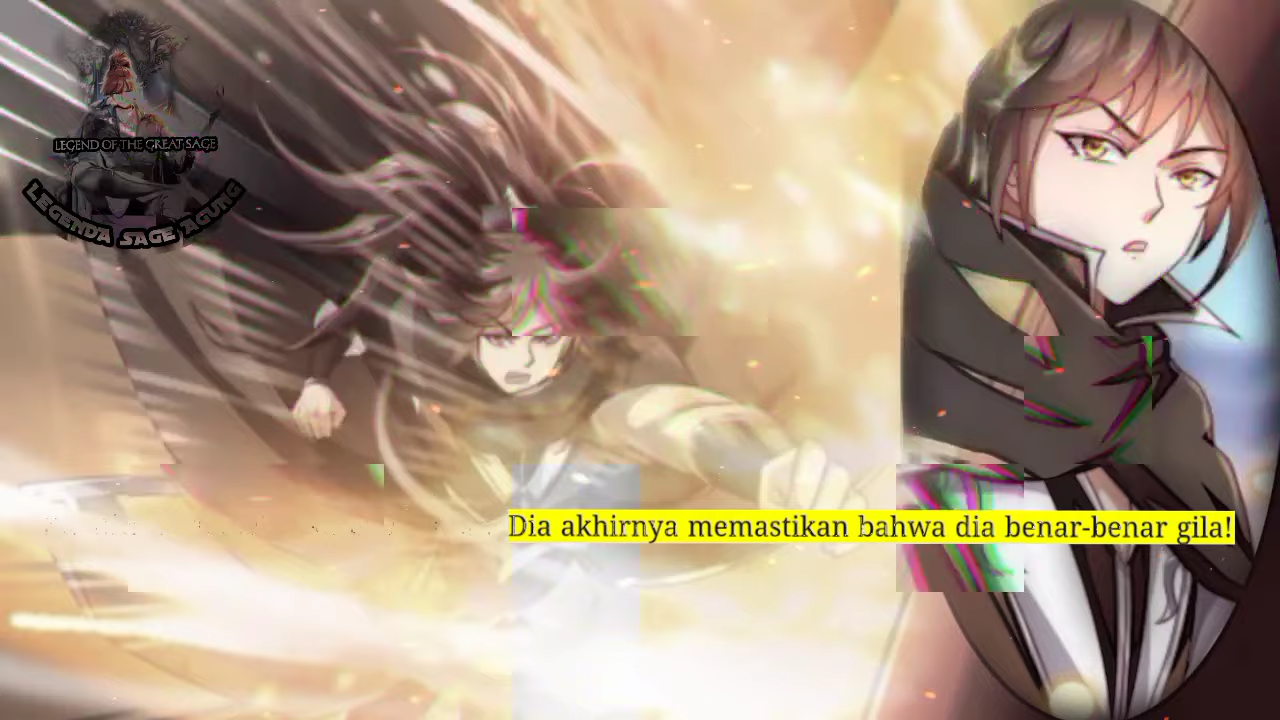 LEGEND OF THE GREAT SAGE
LEGENDA SAGE AGUNG
Dia akhirnya memastikan bahwa dia benar-benar gila!